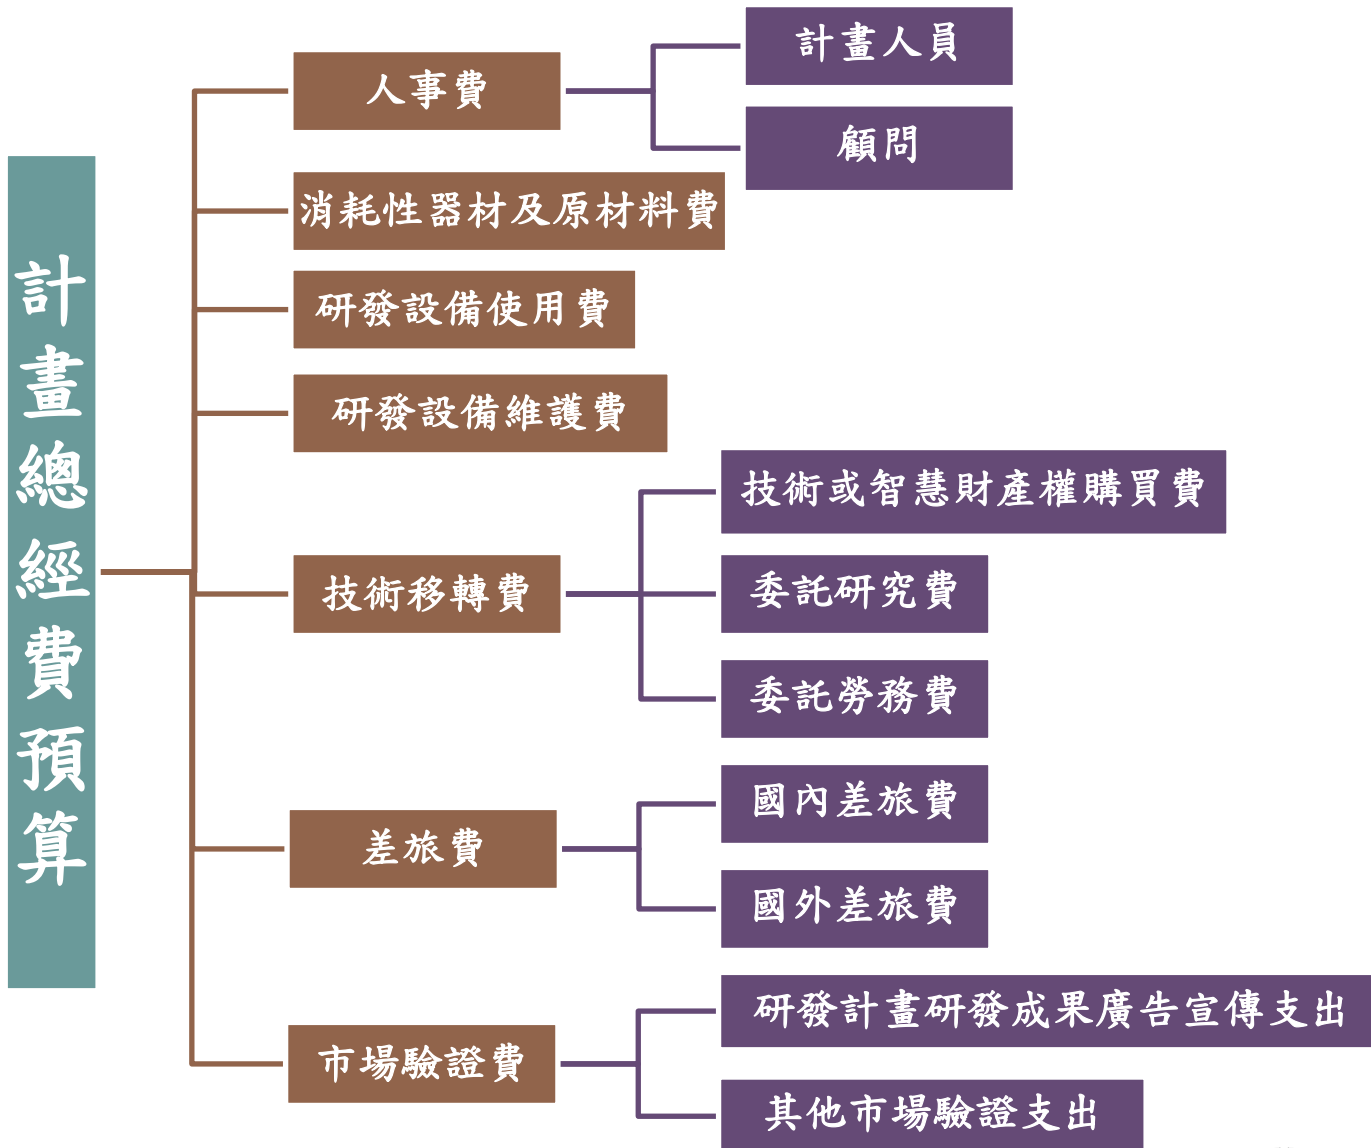 計畫總經費預算
人事費
計畫人員
顧問
消耗性器材及原材料費
研發設備使用費
研發設備維護費
技術移轉費
技術或智慧財產權購買費
委託研究費
委託勞務費
差旅費
國內差旅費
國外差旅費
市場驗證費
研發計畫研發成果廣告宣傳支出
其他市場驗證支出